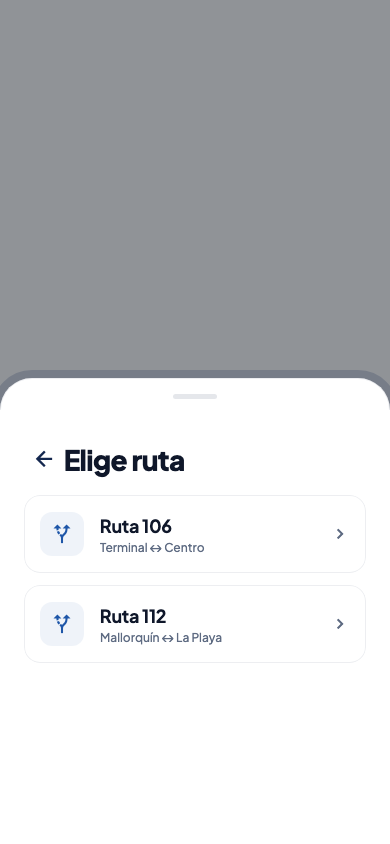 Elige ruta
Ruta 106
Terminal ↔ Centro
Ruta 112
Mallorquín ↔ La Playa